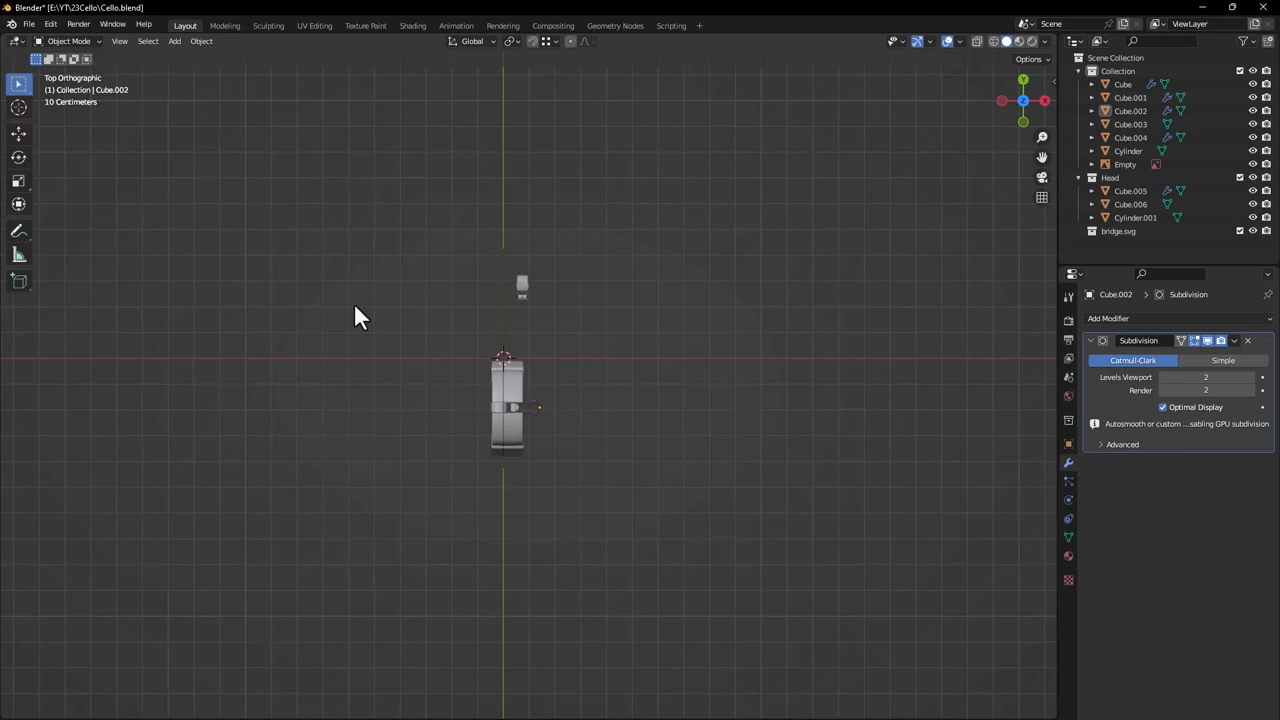 Blender* [E:\YT\23Cello\Cello.blend]
File Edit Render Window Help Layout Modeling Sculpting UV Editing Texture Paint Shading Animation Rendering Compositing Geometry Nodes Scripting + Scene ViewLayer
Object Mode View Select Add Object Global
Options
Top Orthographic
(1) Collection | Cube.002
10 Centimeters
Y
Z
X
Scene Collection
Collection
Cube
Cube.001
Cube.002
Cube.003
Cube.004
Cylinder
Empty
Head
Cube.005
Cube.006
Cylinder.001
bridge.svg
Cube.002 > Subdivision
Add Modifier
Subdivision
Catmull-Clark Simple
Levels Viewport 2
Render 2
Optimal Display
Autosmooth or custom ...sabling GPU subdivision
Advanced